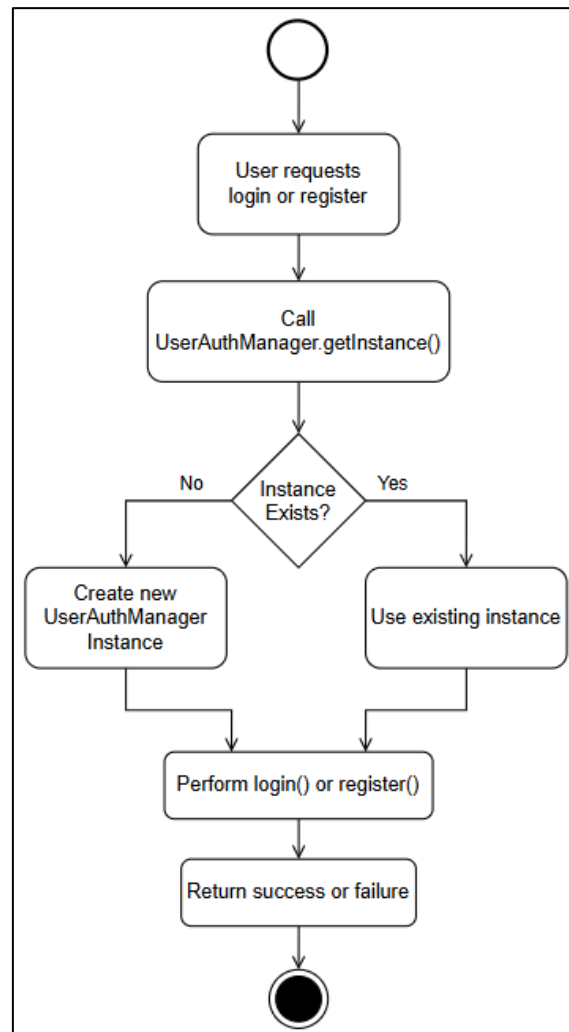 User requests
login or register
Call
UserAuthManager.getInstance()
No
Instance
Exists?
Yes
Create new
UserAuthManager
Instance
Use existing instance
Perform login() or register()
Return success or failure